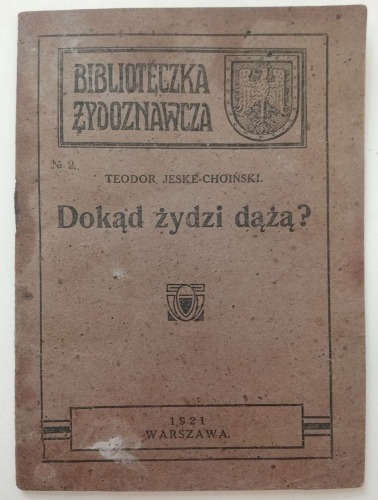 BIBLIOTECZKA
ŻYDOZNAWCZA
№ 2.
TEODOR JESKE-CHOIŃSKI.
Dokąd żydzi dążą?
1921
WARSZAWA.